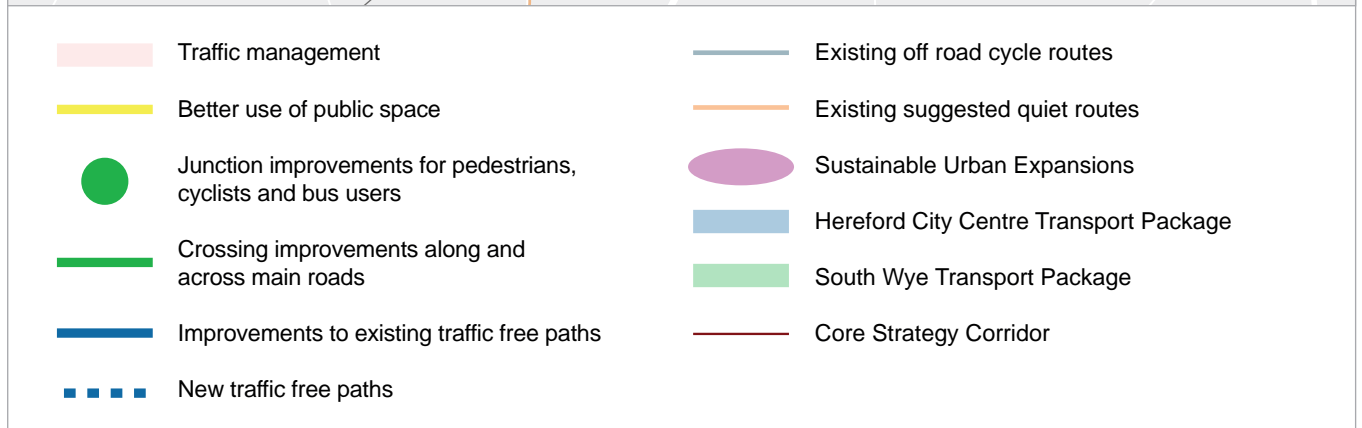 Traffic management
Better use of public space
Junction improvements for pedestrians,
cyclists and bus users
Crossing improvements along and
across main roads
Improvements to existing traffic free paths
New traffic free paths
Existing off road cycle routes
Existing suggested quiet routes
Sustainable Urban Expansions
Hereford City Centre Transport Package
South Wye Transport Package
Core Strategy Corridor